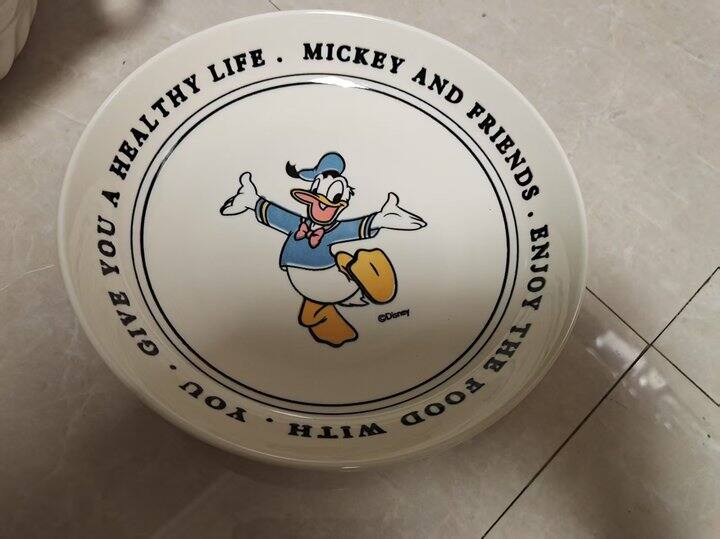 MICKEY AND FRIENDS . ENJOY THE FOOD WITH . YOU . GIVE YOU A HEALTHY LIFE .
©Disney